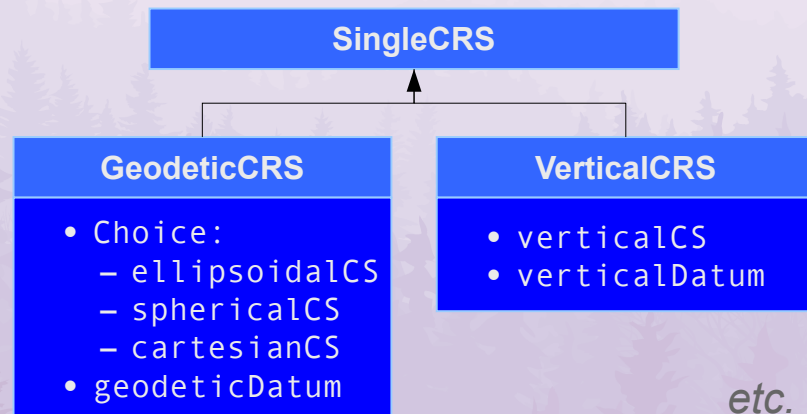 SingleCRS
GeodeticCRS
• Choice:
– ellipsoidalCS
– sphericalCS
– cartesianCS
• geodeticDatum
VerticalCRS
• verticalCS
• verticalDatum
etc.